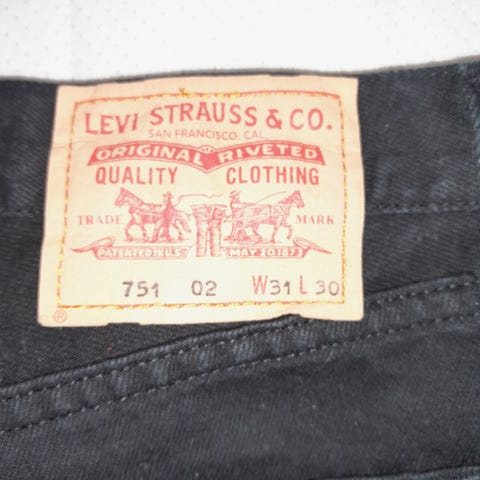 LEVI STRAUSS & CO.
SAN FRANCISCO, CAL.
ORIGINAL RIVETED
QUALITY CLOTHING
TRADE MARK
PATENTED IN U.S. MAY 20 1873
751 02 W31 L 30
®